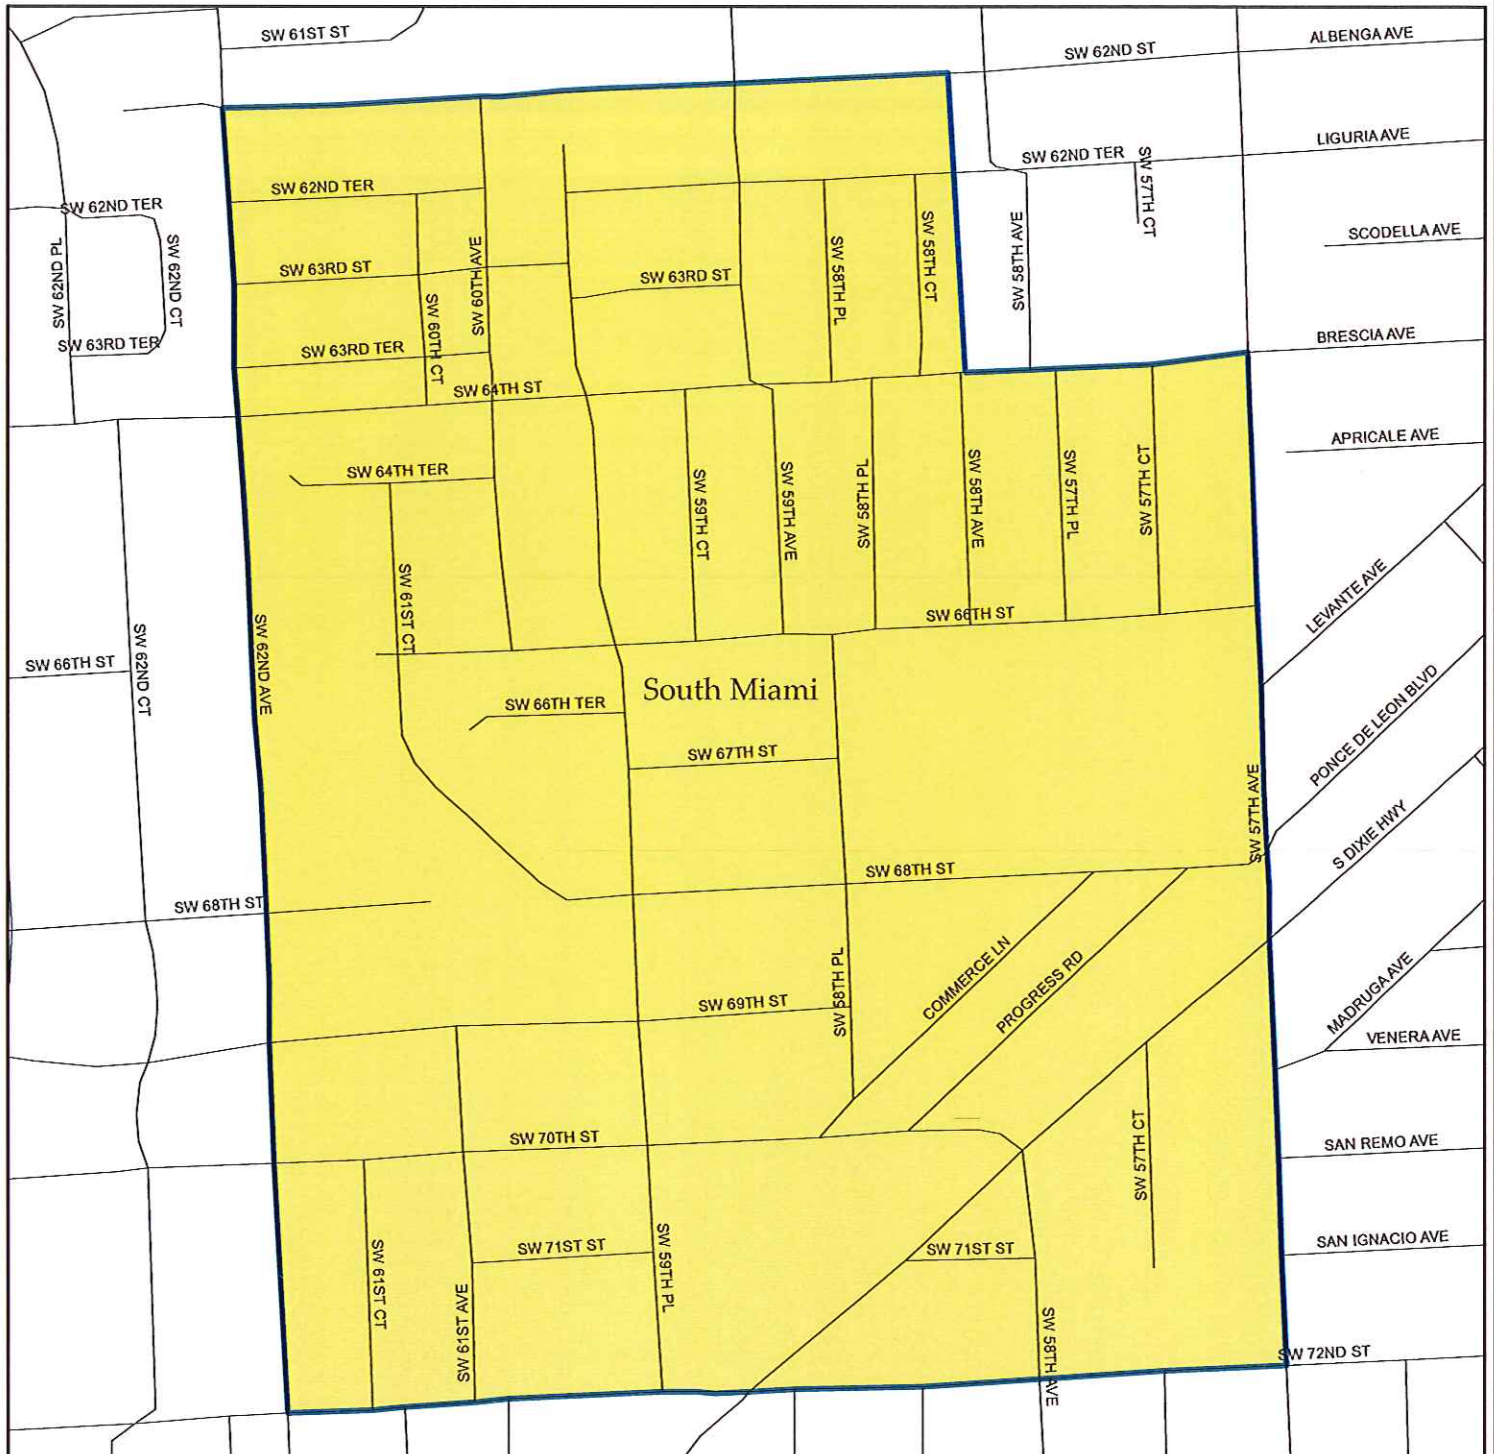 SW 61ST ST
SW 62ND ST
ALBENGA AVE
LIGURIA AVE
SW 62ND TER
SW 57TH CT
SW 62ND TER
SW 62ND TER
SW 58TH CT
SW 58TH AVE
SCODELLA AVE
SW 62ND PL
SW 62ND CT
SW 63RD ST
SW 60TH AVE
SW 63RD ST
SW 58TH PL
SW 63RD TER
SW 63RD TER
SW 60TH CT
BRESCIA AVE
SW 64TH ST
APRICALE AVE
SW 64TH TER
SW 59TH CT
SW 59TH AVE
SW 58TH PL
SW 58TH AVE
SW 57TH PL
SW 57TH CT
SW 61ST CT
LEVANTE AVE
SW 66TH ST
SW 62ND AVE
SW 62ND CT
SW 66TH ST
South Miami
SW 66TH TER
PONCE DE LEON BLVD
SW 67TH ST
SW 57TH AVE
S DIXIE HWY
SW 68TH ST
SW 68TH ST
COMMERCE LN
PROGRESS RD
SW 58TH PL
SW 69TH ST
MADRUGA AVE
VENERA AVE
SW 70TH ST
SW 57TH CT
SAN REMO AVE
SW 71ST ST
SW 59TH PL
SW 71ST ST
SAN IGNACIO AVE
SW 61ST CT
SW 61ST AVE
SW 58TH AVE
SW 72ND ST